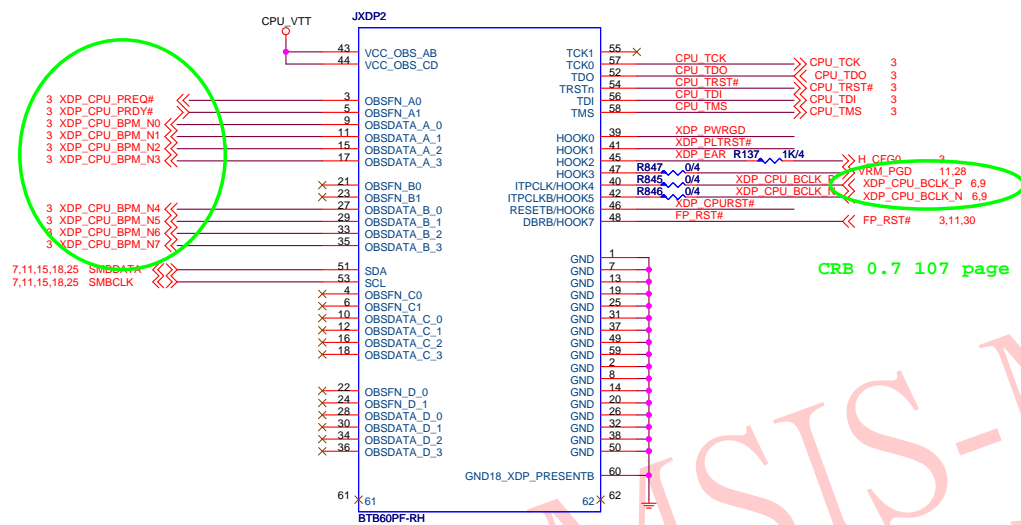 JXDP2
CPU_VTT
43 VCC_OBS_AB
44 VCC_OBS_CD
3 XDP_CPU_PREQ# 3 OBSFN_A0
3 XDP_CPU_PRDY# 5 OBSFN_A1
3 XDP_CPU_BPM_N0 9 OBSDATA_A_0
3 XDP_CPU_BPM_N1 11 OBSDATA_A_1
3 XDP_CPU_BPM_N2 15 OBSDATA_A_2
3 XDP_CPU_BPM_N3 17 OBSDATA_A_3
21 OBSFN_B0
23 OBSFN_B1
3 XDP_CPU_BPM_N4 27 OBSDATA_B_0
3 XDP_CPU_BPM_N5 29 OBSDATA_B_1
3 XDP_CPU_BPM_N6 33 OBSDATA_B_2
3 XDP_CPU_BPM_N7 35 OBSDATA_B_3
7,11,15,18,25 SMBDATA 51 SDA
7,11,15,18,25 SMBCLK 53 SCL
4 OBSFN_C0
6 OBSFN_C1
10 OBSDATA_C_0
12 OBSDATA_C_1
16 OBSDATA_C_2
18 OBSDATA_C_3
22 OBSFN_D_0
24 OBSFN_D_1
28 OBSDATA_D_0
30 OBSDATA_D_1
34 OBSDATA_D_2
36 OBSDATA_D_3
61 61
BTB60PF-RH
TCK1 55
TCK0 57 CPU_TCK CPU_TCK 3
TDO 52 CPU_TDO CPU_TDO 3
TRSTn 54 CPU_TRST# CPU_TRST# 3
TDI 56 CPU_TDI CPU_TDI 3
TMS 58 CPU_TMS CPU_TMS 3
HOOK0 39 XDP_PWRGD
HOOK1 41 XDP_PLTRST#
HOOK2 45 XDP_EAR R137 1K/4 H_CFG0 3
HOOK3 47 R847 0/4 VRM_PGD 11,28
ITPCLK/HOOK4 40 R845 0/4 XDP_CPU_BCLK_P XDP_CPU_BCLK_P 6,9
ITPCLKB/HOOK5 42 R846 0/4 XDP_CPU_BCLK_N XDP_CPU_BCLK_N 6,9
RESETB/HOOK6 46 XDP_CPURST#
DBRB/HOOK7 48 FP_RST# FP_RST# 3,11,30
GND 1
GND 7
GND 13
GND 19
GND 25
GND 31
GND 37
GND 49
GND 59
GND 2
GND 8
GND 14
GND 20
GND 26
GND 32
GND 38
GND 50
GND18_XDP_PRESENTB 60
62 62
CRB 0.7 107 page